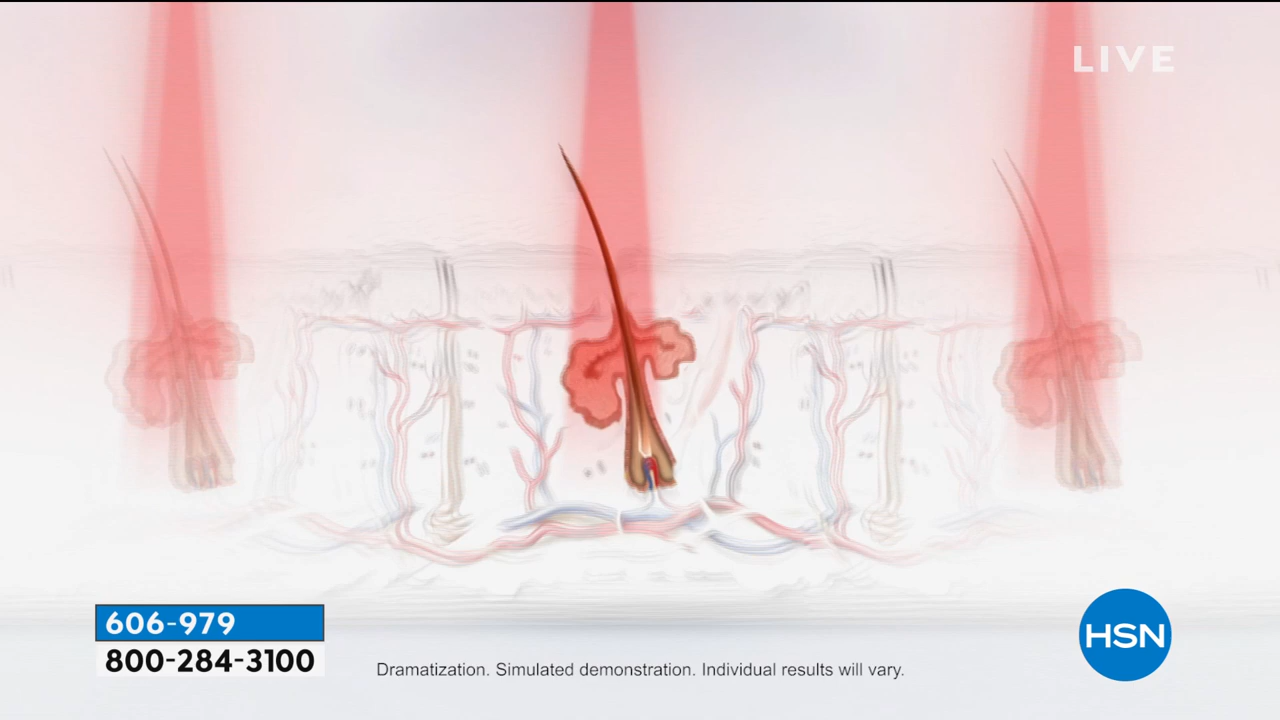 LIVE
606-979
800-284-3100
Dramatization. Simulated demonstration. Individual results will vary.
HSN